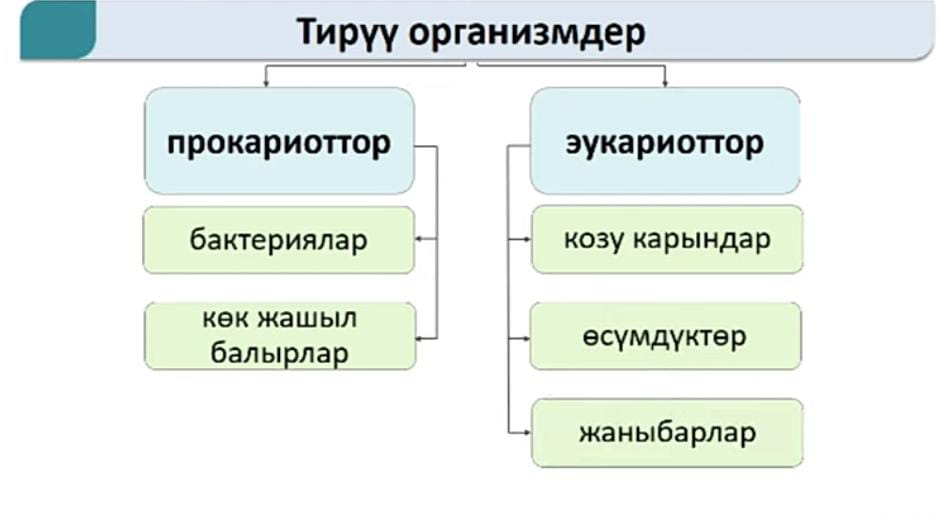 Тирүү организмдер
прокариоттор
бактериялар
көк жашыл
балырлар
эукариоттор
козу карындар
өсүмдүктөр
жаныбарлар